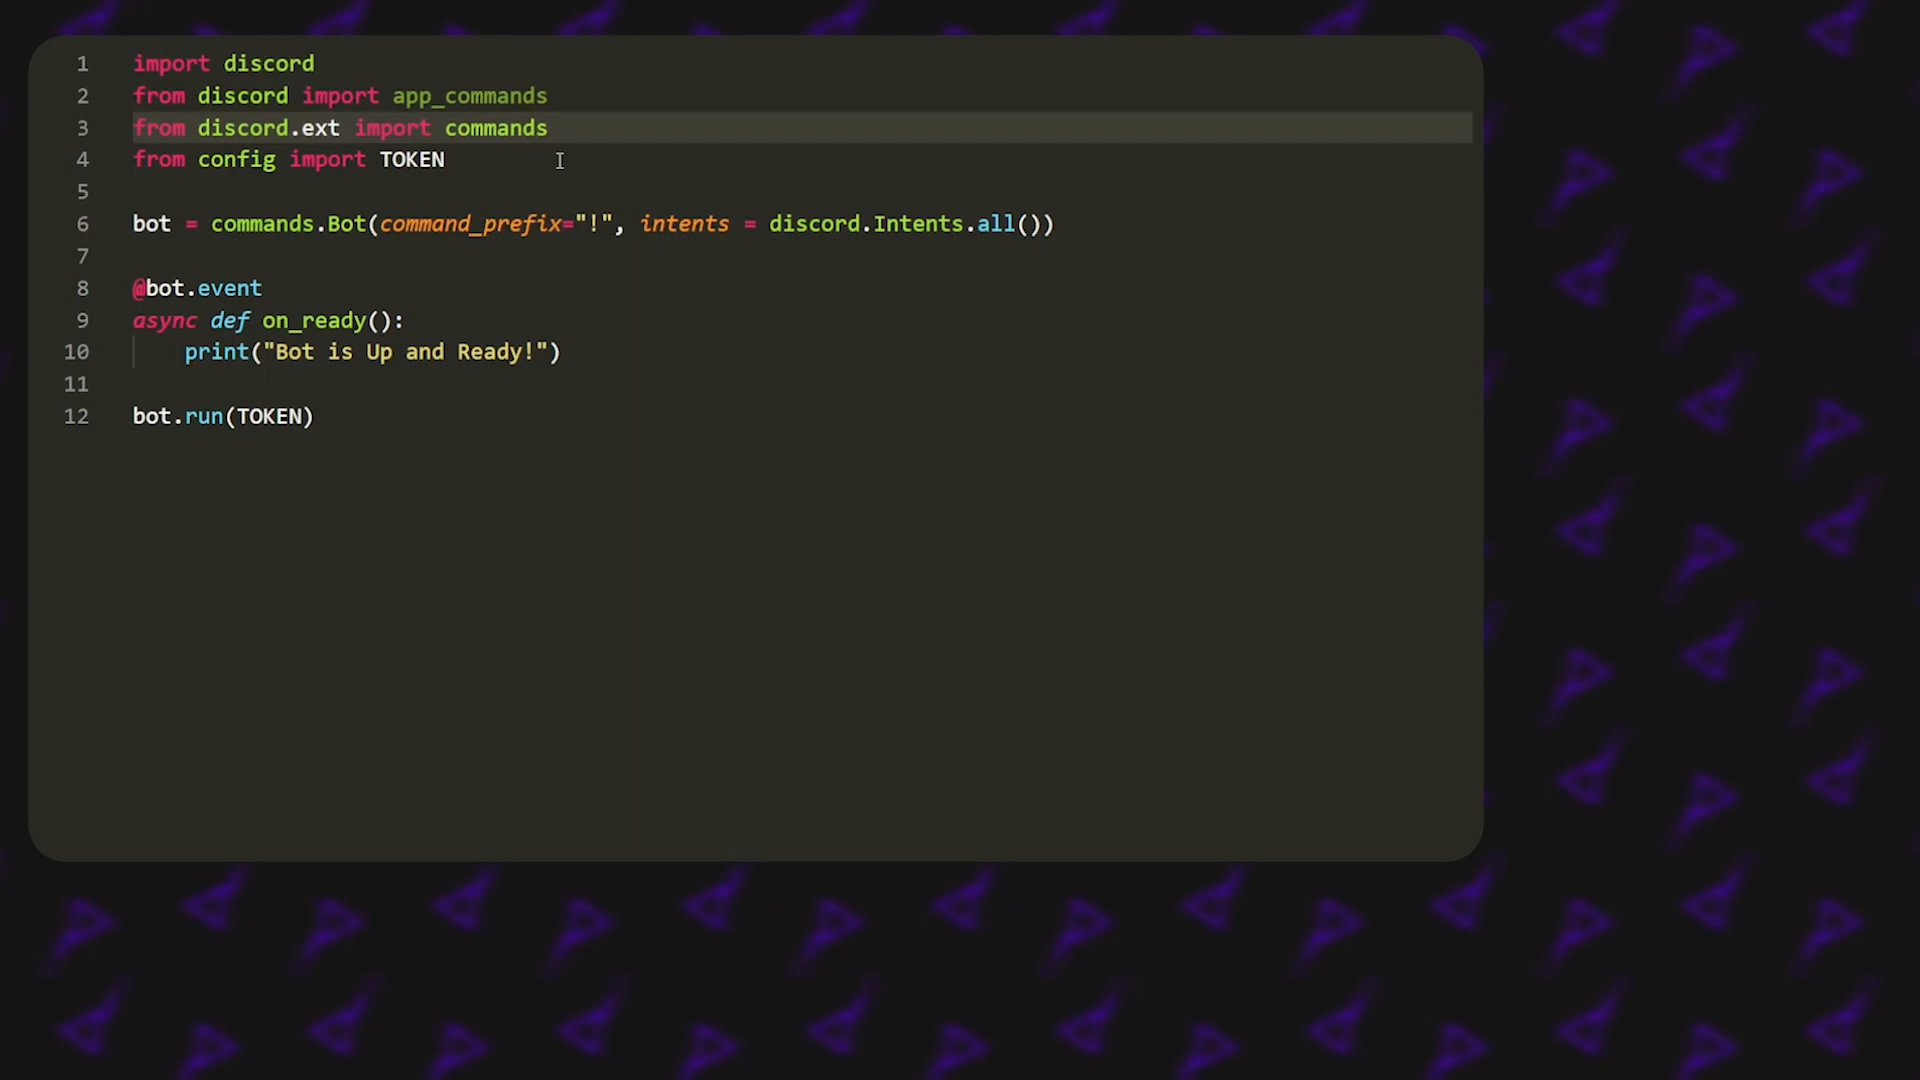 1 import discord
2 from discord import app_commands
3 from discord.ext import commands
4 from config import TOKEN
5
6 bot = commands.Bot(command_prefix="!", intents = discord.Intents.all())
7
8 @bot.event
9 async def on_ready():
10     print("Bot is Up and Ready!")
11
12 bot.run(TOKEN)